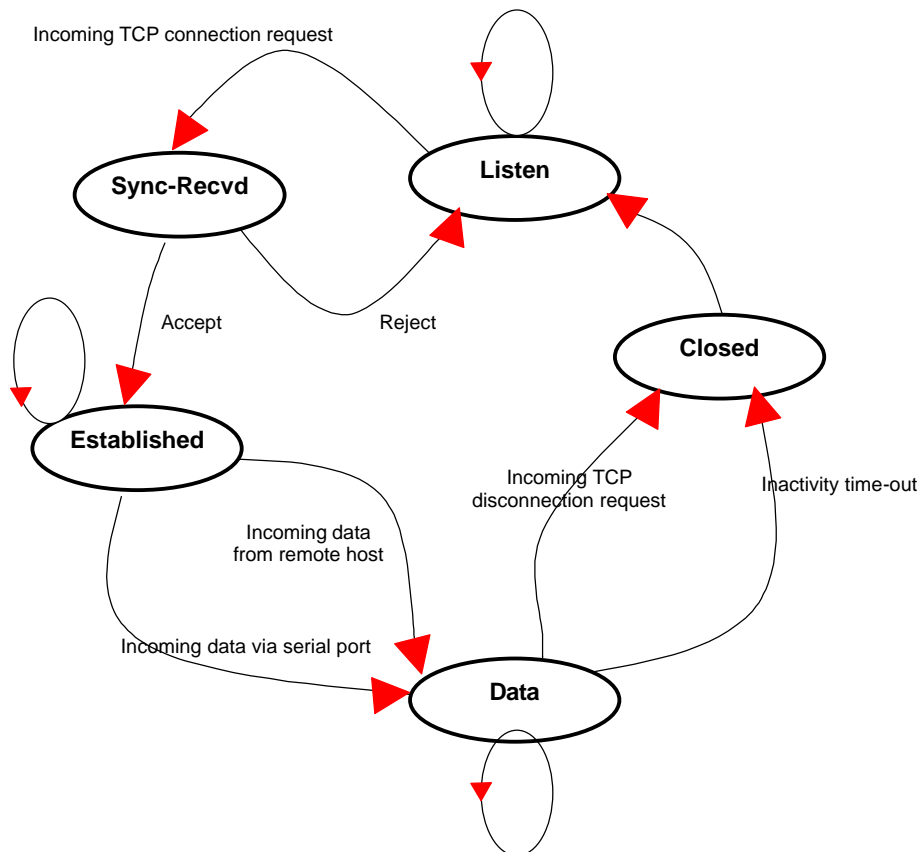 Incoming TCP connection request
Listen
Sync-Recvd
Accept
Reject
Closed
Established
Incoming TCP
disconnection request
Inactivity time-out
Incoming data
from remote host
Incoming data via serial port
Data